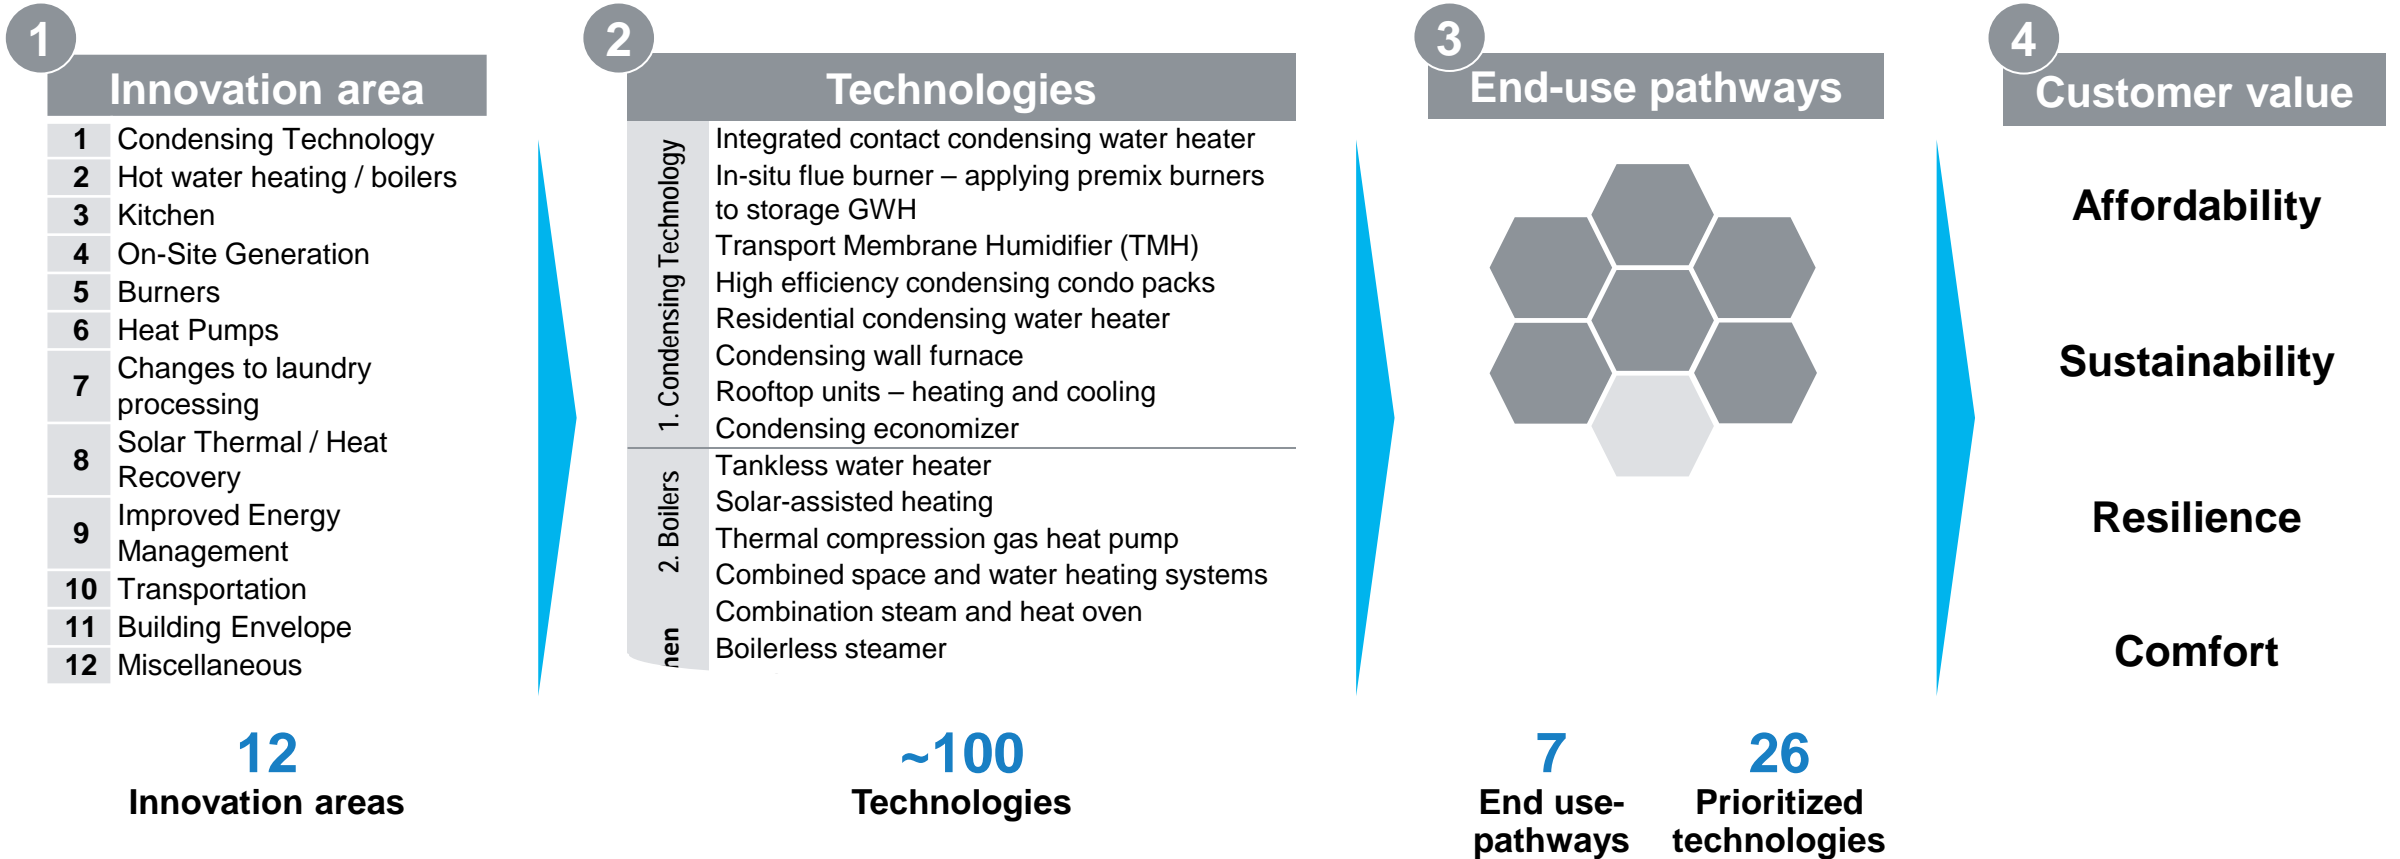 1
Innovation area
1 Condensing Technology
2 Hot water heating / boilers
3 Kitchen
4 On-Site Generation
5 Burners
6 Heat Pumps
7 Changes to laundry
processing
8 Solar Thermal / Heat
Recovery
9 Improved Energy
Management
10 Transportation
11 Building Envelope
12 Miscellaneous
12
Innovation areas
2
Technologies
1. Condensing Technology
Integrated contact condensing water heater
In-situ flue burner – applying premix burners
to storage GWH
Transport Membrane Humidifier (TMH)
High efficiency condensing condo packs
Residential condensing water heater
Condensing wall furnace
Rooftop units – heating and cooling
Condensing economizer
2. Boilers
Tankless water heater
Solar-assisted heating
Thermal compression gas heat pump
Combined space and water heating systems
Combination steam and heat oven
Boilerless steamer
~100
Technologies
3
End-use pathways
7
End use-
pathways
26
Prioritized
technologies
4
Customer value
Affordability
Sustainability
Resilience
Comfort